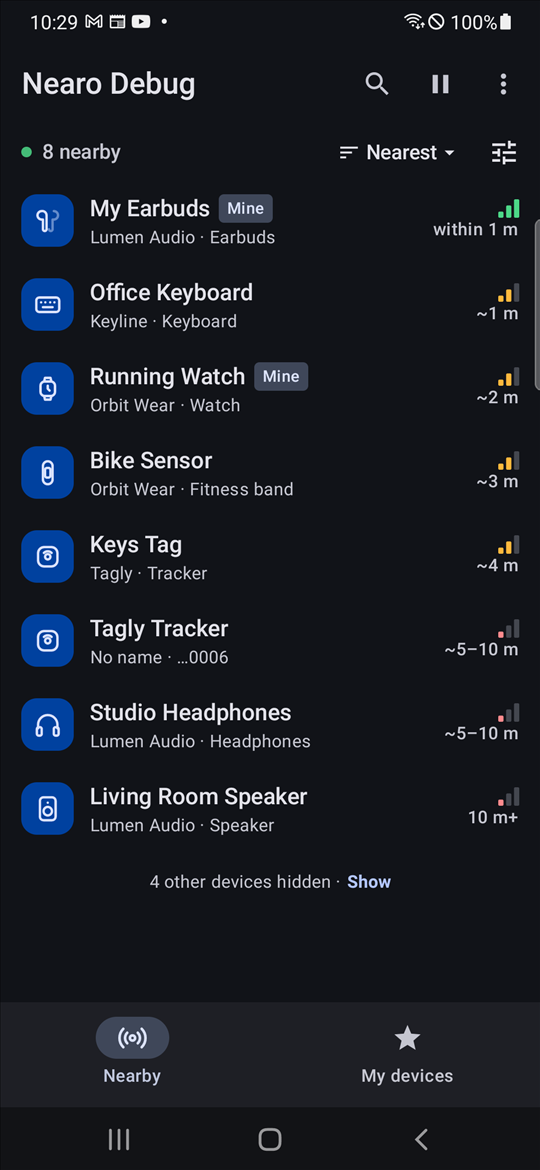 10:29 100%
Nearo Debug
8 nearby Nearest
My Earbuds Mine
Lumen Audio · Earbuds
within 1 m
Office Keyboard
Keyline · Keyboard
~1 m
Running Watch Mine
Orbit Wear · Watch
~2 m
Bike Sensor
Orbit Wear · Fitness band
~3 m
Keys Tag
Tagly · Tracker
~4 m
Tagly Tracker
No name · …0006
~5–10 m
Studio Headphones
Lumen Audio · Headphones
~5–10 m
Living Room Speaker
Lumen Audio · Speaker
10 m+
4 other devices hidden · Show
Nearby My devices